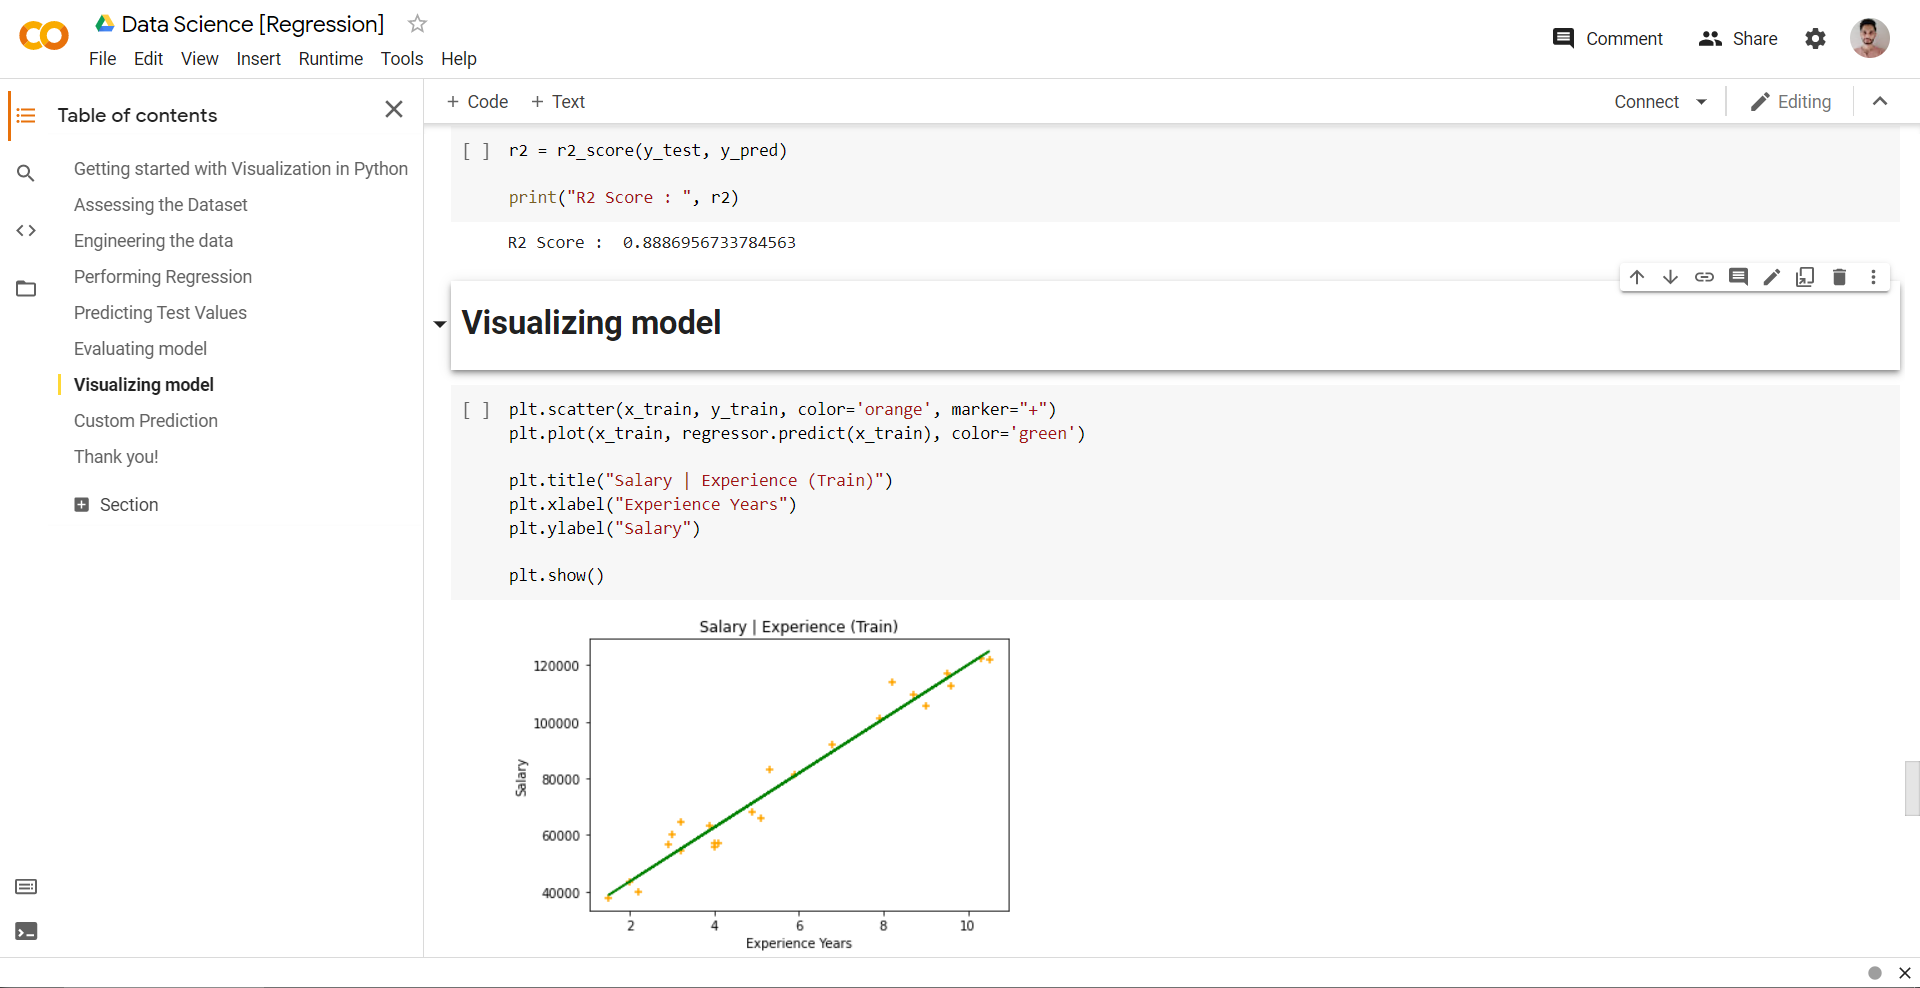 Data Science [Regression]
File Edit View Insert Runtime Tools Help
Comment
Share
Table of contents
Getting started with Visualization in Python
Assessing the Dataset
Engineering the data
Performing Regression
Predicting Test Values
Evaluating model
Visualizing model
Custom Prediction
Thank you!
Section
+ Code + Text
Connect
Editing
[ ] r2 = r2_score(y_test, y_pred)
print("R2 Score : ", r2)
R2 Score :  0.8886956733784563
Visualizing model
[ ] plt.scatter(x_train, y_train, color='orange', marker="+")
plt.plot(x_train, regressor.predict(x_train), color='green')
plt.title("Salary | Experience (Train)")
plt.xlabel("Experience Years")
plt.ylabel("Salary")
plt.show()
Salary | Experience (Train)
120000
100000
80000
60000
40000
Salary
2 4 6 8 10
Experience Years